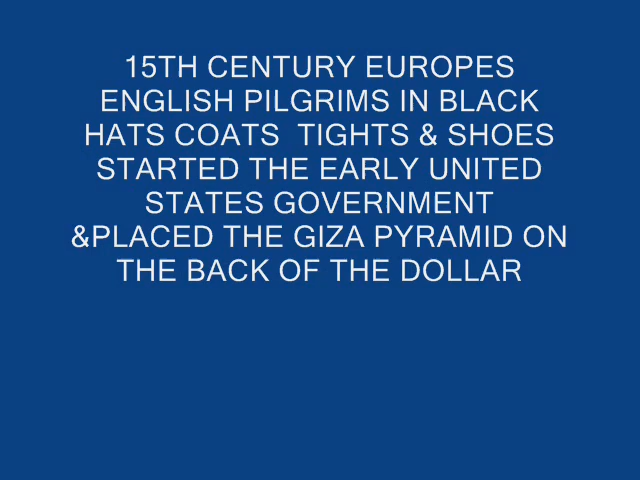 15TH CENTURY EUROPES
ENGLISH PILGRIMS IN BLACK
HATS COATS  TIGHTS & SHOES
STARTED THE EARLY UNITED
STATES GOVERNMENT
&PLACED THE GIZA PYRAMID ON
THE BACK OF THE DOLLAR